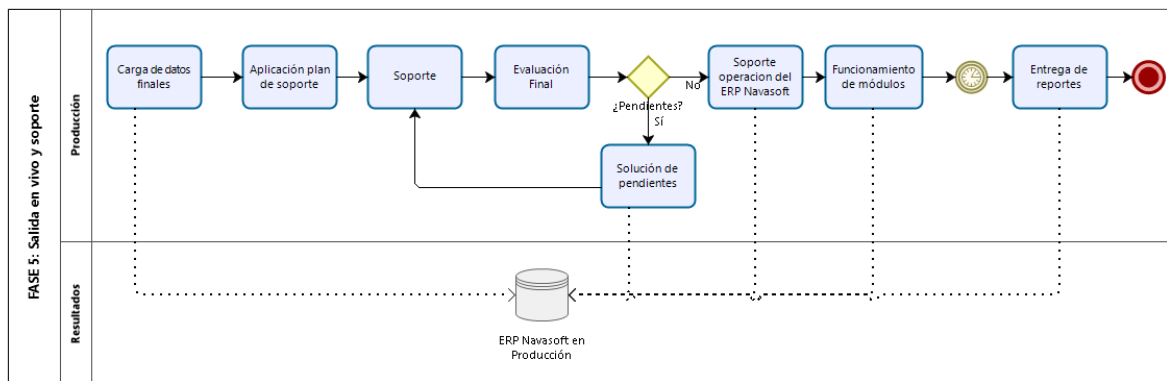 FASE 5: Salida en vivo y soporte
Producción
Carga de datos
finales
Aplicación plan
de soporte
Soporte
Evaluación
Final
¿Pendientes?
No
Sí
Soporte
operacion del
ERP Navasoft
Funcionamiento
de módulos
Entrega de
reportes
Solución de
pendientes
Resultados
ERP Navasoft en
Producción